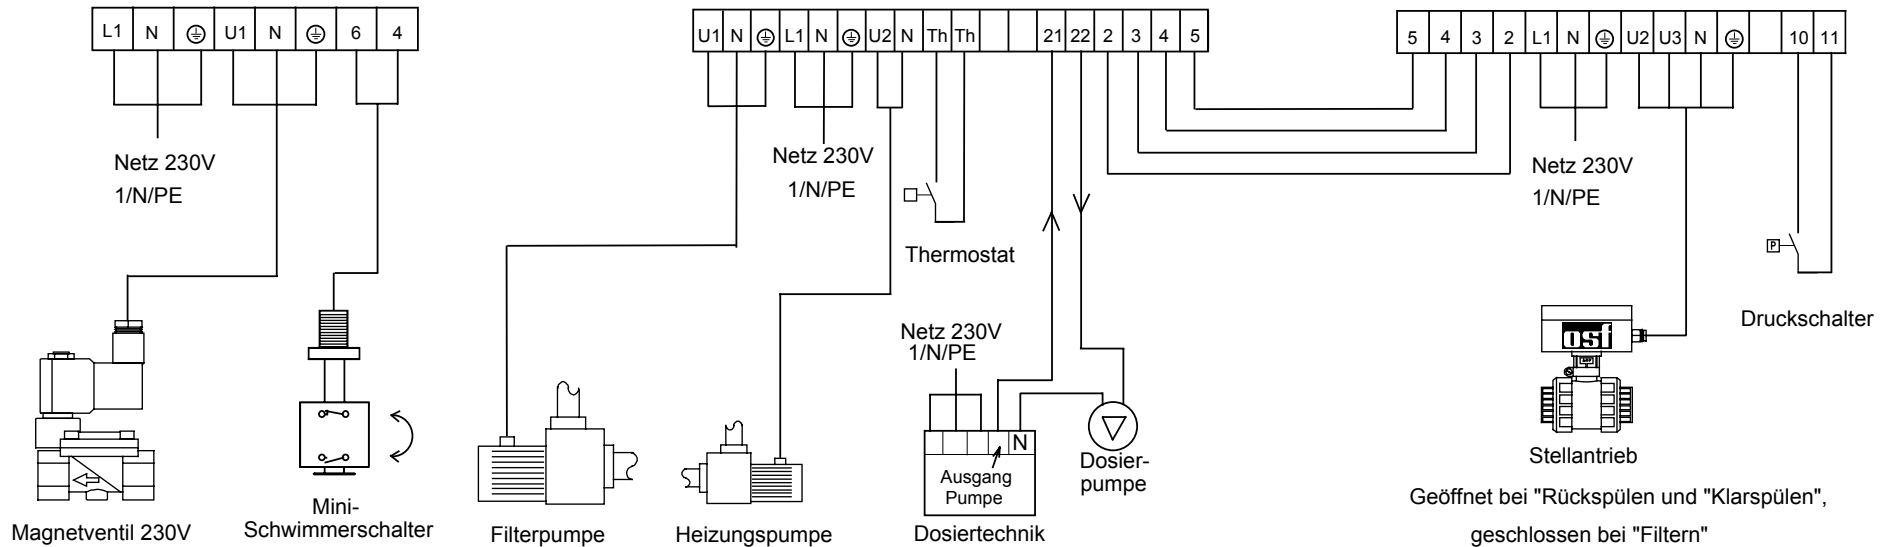 L1 N U1 N 6 4
U1 N L1 N U2 N Th Th 21 22 2 3 4 5
5 4 3 2 L1 N U2 U3 N 10 11
Netz 230V
1/N/PE
Netz 230V
1/N/PE
Netz 230V
1/N/PE
Thermostat
P
Druckschalter
Netz 230V
1/N/PE
osf
N
Ausgang
Pumpe
Dosier-
pumpe
Stellantrieb
Geöffnet bei "Rückspülen und "Klarspülen",
geschlossen bei "Filtern"
Magnetventil 230V
Mini-
Schwimmerschalter
Filterpumpe
Heizungspumpe
Dosiertechnik